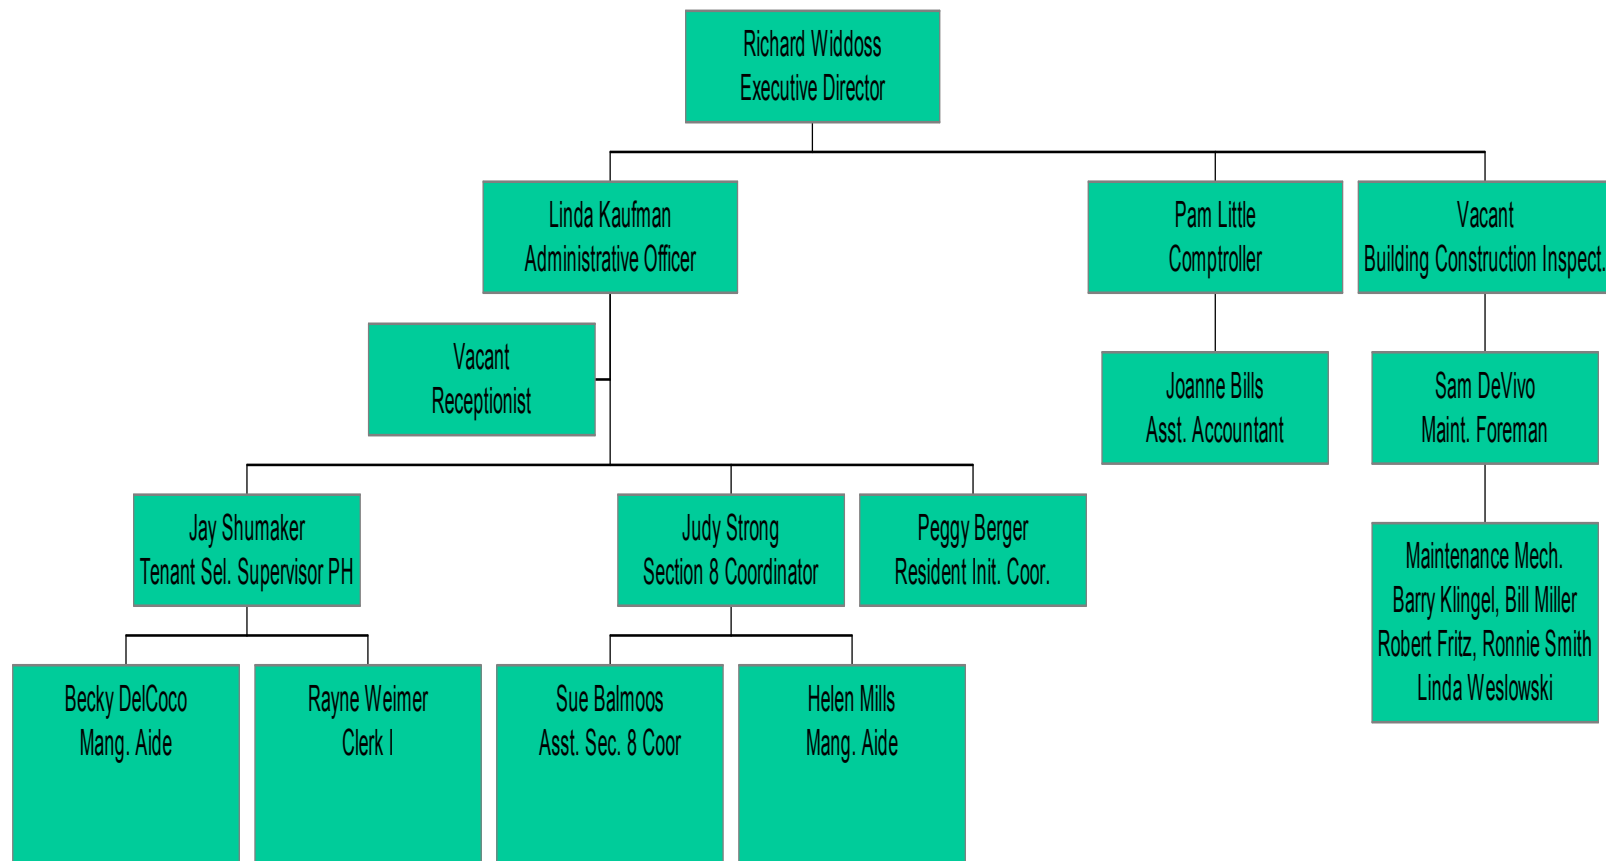 Richard Widdoss
Executive Director
Linda Kaufman
Administrative Officer
Pam Little
Comptroller
Vacant
Building Construction Inspect.
Vacant
Receptionist
Joanne Bills
Asst. Accountant
Sam DeVivo
Maint. Foreman
Jay Shumaker
Tenant Sel. Supervisor PH
Judy Strong
Section 8 Coordinator
Peggy Berger
Resident Init. Coor.
Maintenance Mech.
Barry Klingel, Bill Miller
Robert Fritz, Ronnie Smith
Linda Weslowski
Becky DelCoco
Mang. Aide
Rayne Weimer
Clerk I
Sue Balmoos
Asst. Sec. 8 Coor
Helen Mills
Mang. Aide